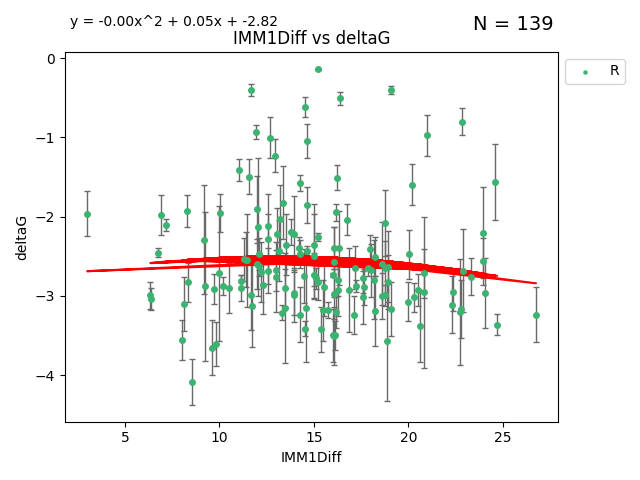 y = -0.00x^2 + 0.05x + -2.82
N = 139
IMM1Diff vs deltaG
R
deltaG
0
−1
−2
−3
−4
5
10
15
20
25
IMM1Diff